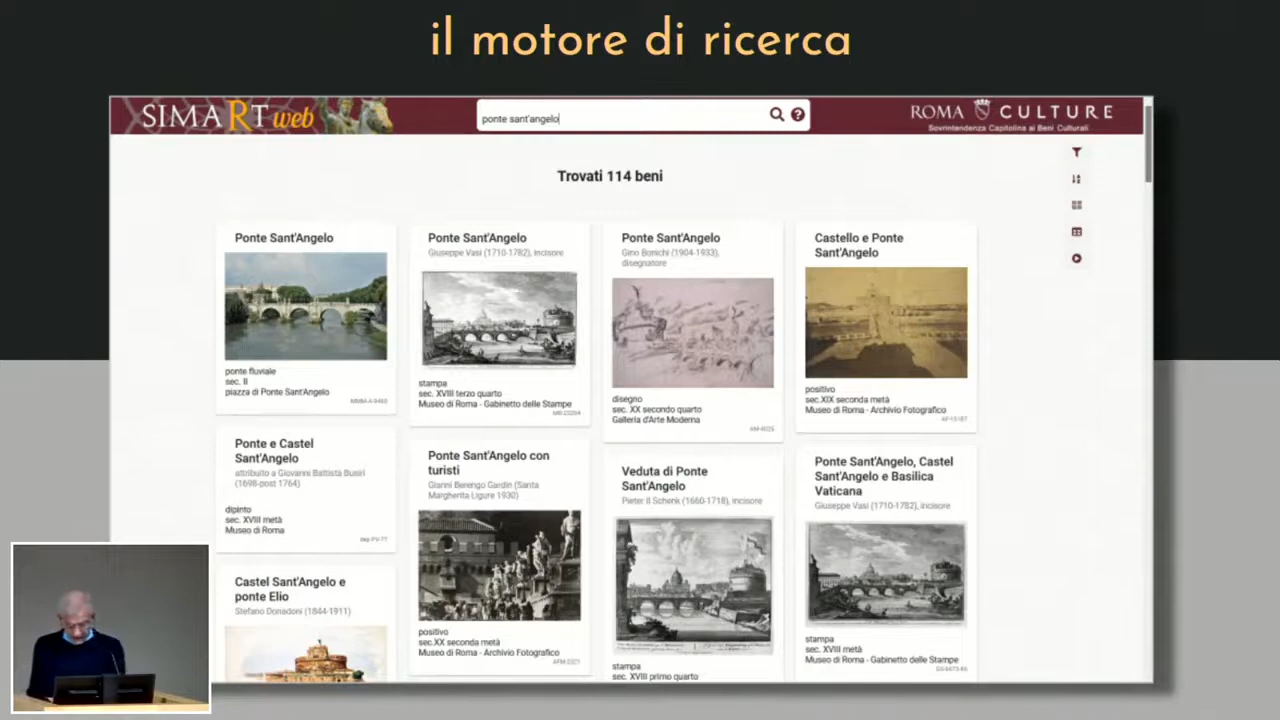 il motore di ricerca
SIMARTweb
ponte sant'angelo
ROMA CULTURE
Sovrintendenza Capitolina ai Beni Culturali
Trovati 114 beni
Ponte Sant'Angelo
ponte fluviale
sec. II
piazza di Ponte Sant'Angelo
Ponte e Castel
Sant'Angelo
attribuito a Giovanni Battista Busiri
(1698-post 1764)
dipinto
sec. XVIII metà
Museo di Roma
Castel Sant'Angelo e
ponte Elio
Stefano Donadoni (1844-1911)
Ponte Sant'Angelo
Giuseppe Vasi (1710-1782), incisore
stampa
sec. XVIII terzo quarto
Museo di Roma - Gabinetto delle Stampe
Ponte Sant'Angelo con
turisti
Gianni Berengo Gardin (Santa
Margherita Ligure 1930)
positivo
sec.XX seconda metà
Museo di Roma - Archivio Fotografico
Ponte Sant'Angelo
Gino Bonichi (1904-1933),
disegnatore
disegno
sec. XX secondo quarto
Galleria d'Arte Moderna
Veduta di Ponte
Sant'Angelo
Pieter II Schenk (1660-1718), incisore
stampa
sec. XVIII primo quarto
Castello e Ponte
Sant'Angelo
positivo
sec.XIX seconda metà
Museo di Roma - Archivio Fotografico
Ponte Sant'Angelo, Castel
Sant'Angelo e Basilica
Vaticana
Giuseppe Vasi (1710-1782), incisore
stampa
sec. XVIII metà
Museo di Roma - Gabinetto delle Stampe